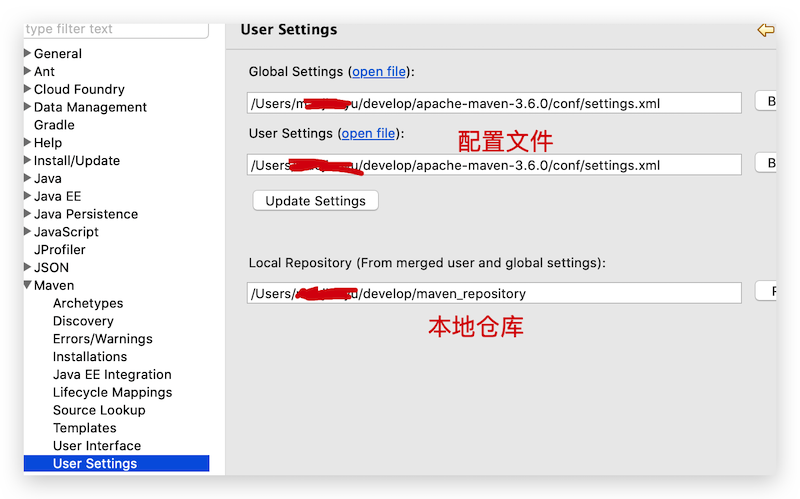 type filter text
General
Ant
Cloud Foundry
Data Management
Gradle
Help
Install/Update
Java
Java EE
Java Persistence
JavaScript
JProfiler
JSON
Maven
Archetypes
Discovery
Errors/Warnings
Installations
Java EE Integration
Lifecycle Mappings
Source Lookup
Templates
User Interface
User Settings
User Settings
Global Settings (open file):
/Users/ /develop/apache-maven-3.6.0/conf/settings.xml
User Settings (open file):
配置文件
/Users /develop/apache-maven-3.6.0/conf/settings.xml
Update Settings
Local Repository (From merged user and global settings):
/Users/ /develop/maven_repository
本地仓库